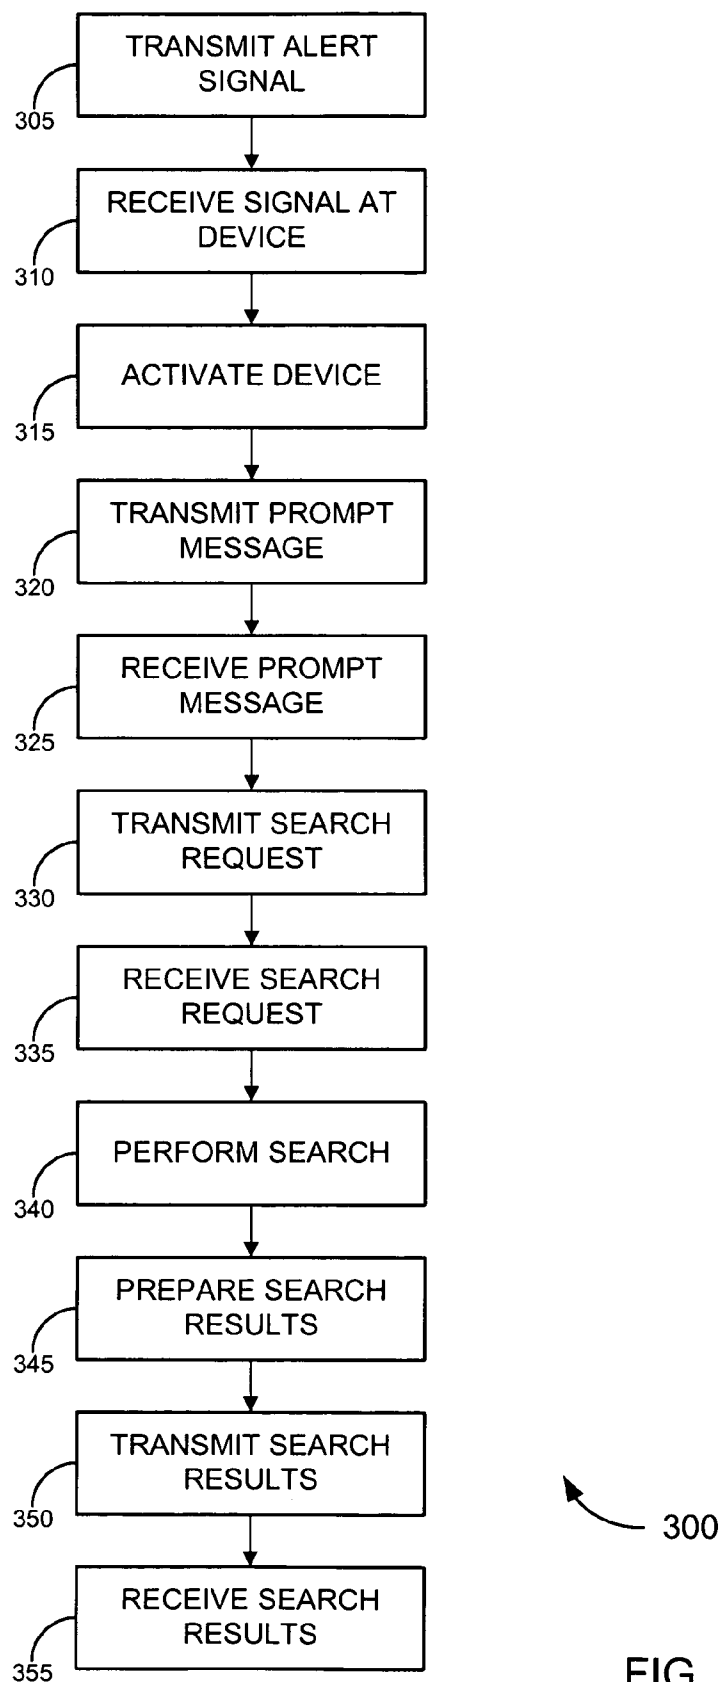 TRANSMIT ALERT
SIGNAL
305
RECEIVE SIGNAL AT
DEVICE
310
ACTIVATE DEVICE
315
TRANSMIT PROMPT
MESSAGE
320
RECEIVE PROMPT
MESSAGE
325
TRANSMIT SEARCH
REQUEST
330
RECEIVE SEARCH
REQUEST
335
PERFORM SEARCH
340
PREPARE SEARCH
RESULTS
345
TRANSMIT SEARCH
RESULTS
350
300
RECEIVE SEARCH
RESULTS
355
FIG